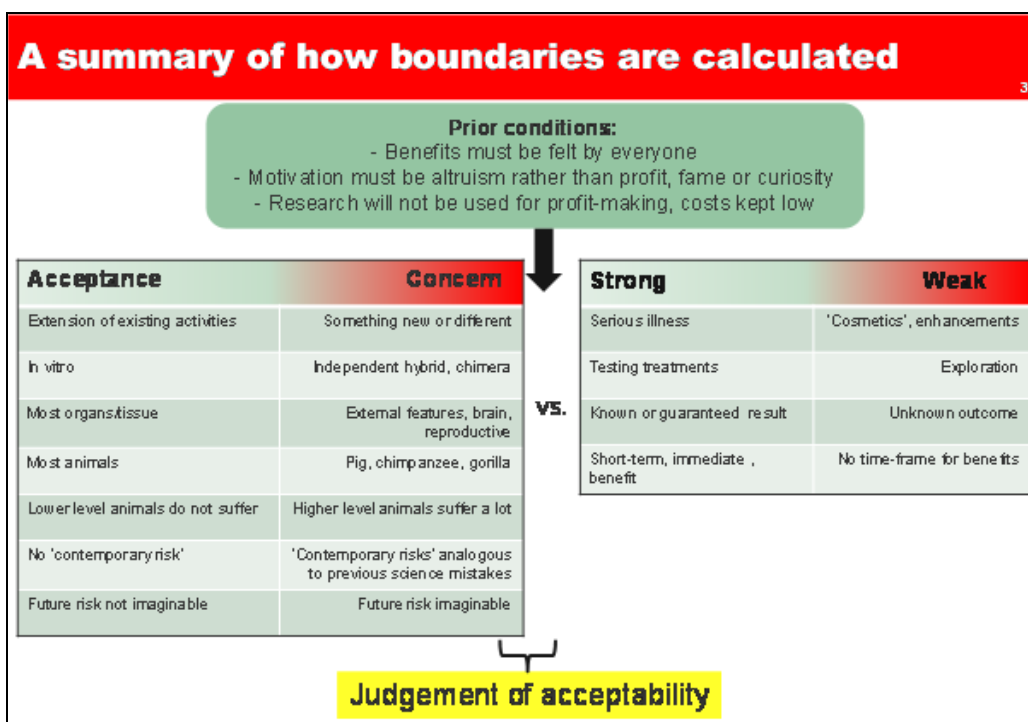 A summary of how boundaries are calculated
3
Prior conditions:
- Benefits must be felt by everyone
- Motivation must be altruism rather than profit, fame or curiosity
- Research will not be used for profit-making, costs kept low
Acceptance Concern
Extension of existing activities Something new or different
In vitro Independent hybrid, chimera
Most organs/tissue External features, brain,
reproductive
Most animals Pig, chimpanzee, gorilla
Lower level animals do not suffer Higher level animals suffer a lot
No 'contemporary risk' 'Contemporary risks' analogous
to previous science mistakes
Future risk not imaginable Future risk imaginable
vs.
Strong Weak
Serious illness 'Cosmetics', enhancements
Testing treatments Exploration
Known or guaranteed result Unknown outcome
Short-term, immediate , No time-frame for benefits
benefit
Judgement of acceptability